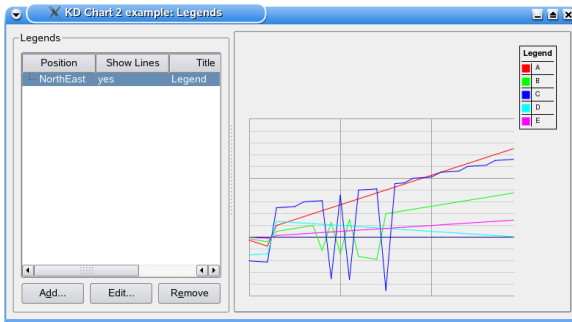 KD Chart 2 example: Legends
Legends
Position Show Lines Title
NorthEast yes Legend
Add... Edit... Remove
Legend
A
B
C
D
E